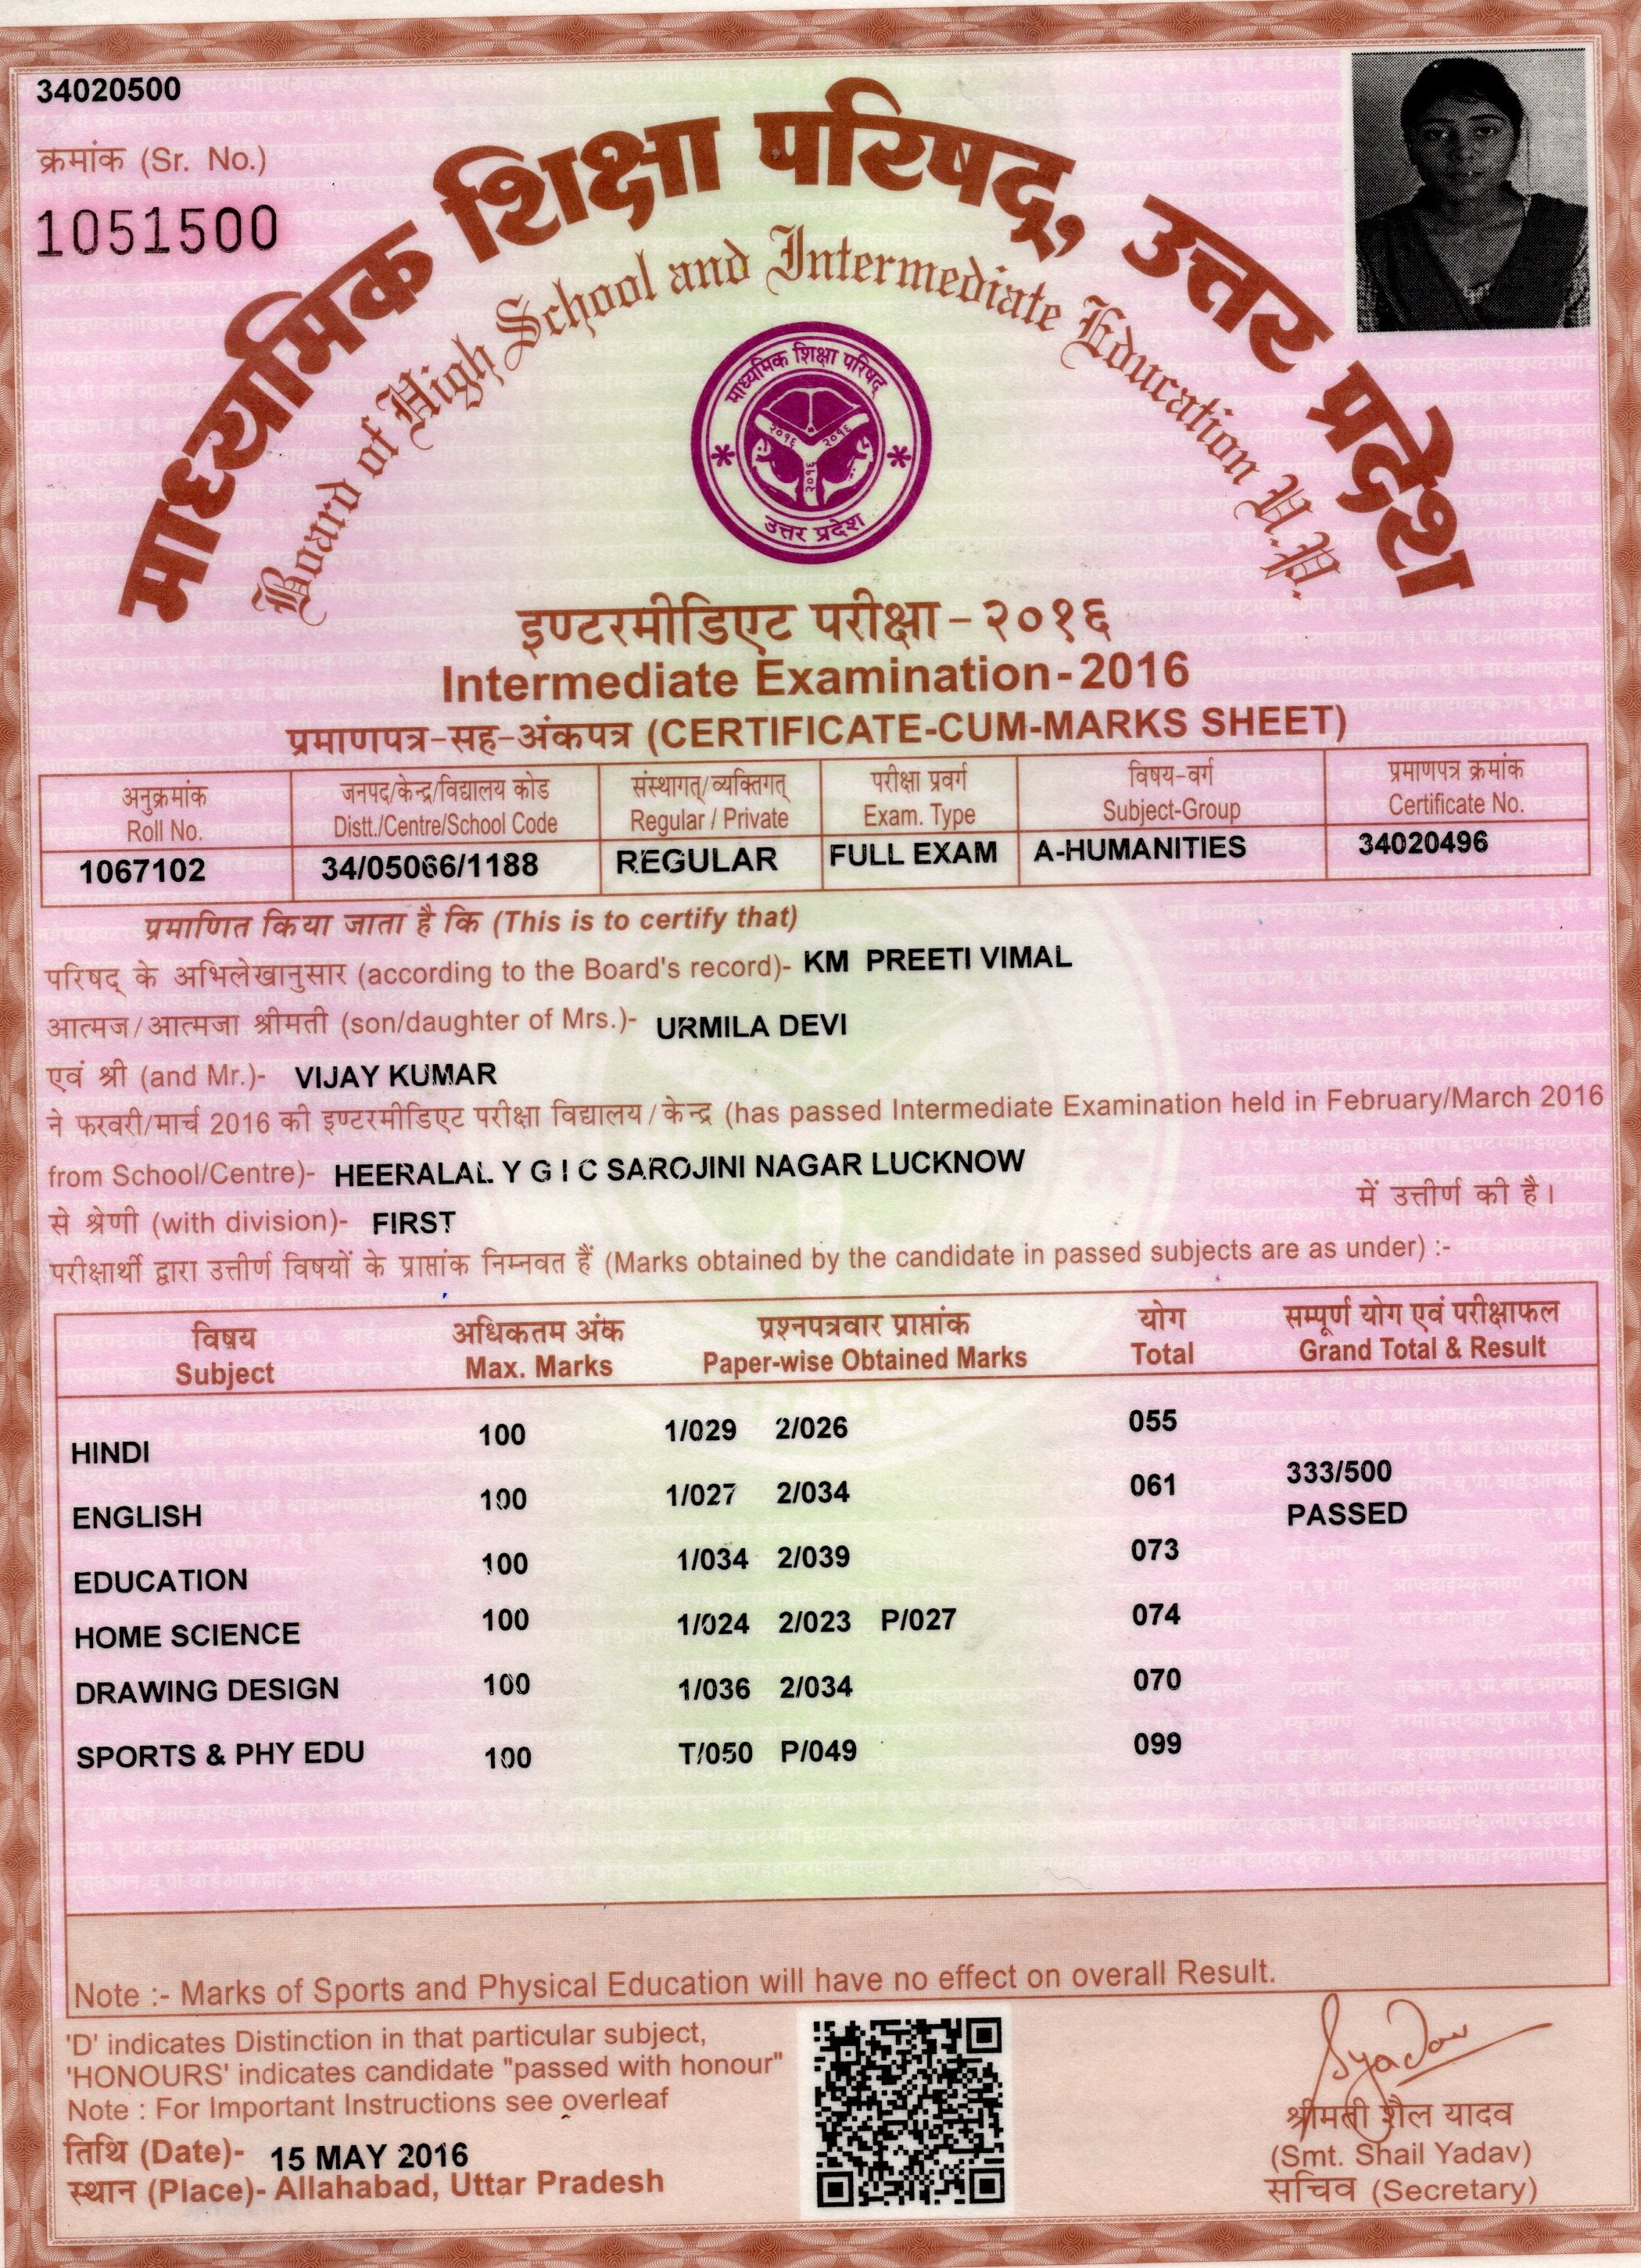 34020500
क्रमांक (Sr. No.)
1051500
माध्यमिक शिक्षा परिषद्, उत्तर प्रदेश
Board of High School and Intermediate Education U.P.
माध्यमिक शिक्षा परिषद्
२०१६ २०१६
२०१६
उत्तर प्रदेश
इण्टरमीडिएट परीक्षा - २०१६
Intermediate Examination - 2016
प्रमाणपत्र-सह-अंकपत्र (CERTIFICATE-CUM-MARKS SHEET)
अनुक्रमांक जनपद/केन्द्र/विद्यालय कोड संस्थागत्/व्यक्तिगत् परीक्षा प्रवर्ग विषय-वर्ग प्रमाणपत्र क्रमांक
Roll No. Distt./Centre/School Code Regular / Private Exam. Type Subject-Group Certificate No.
1067102 34/05066/1188 REGULAR FULL EXAM A-HUMANITIES 34020496
प्रमाणित किया जाता है कि (This is to certify that)
परिषद् के अभिलेखानुसार (according to the Board's record)- KM PREETI VIMAL
आत्मज/आत्मजा श्रीमती (son/daughter of Mrs.)- URMILA DEVI
एवं श्री (and Mr.)- VIJAY KUMAR
ने फरवरी/मार्च 2016 की इण्टरमीडिएट परीक्षा विद्यालय/केन्द्र (has passed Intermediate Examination held in February/March 2016
from School/Centre)- HEERALAL Y G I C SAROJINI NAGAR LUCKNOW
में उत्तीर्ण की है।
से श्रेणी (with division)- FIRST
परीक्षार्थी द्वारा उत्तीर्ण विषयों के प्राप्तांक निम्नवत हैं (Marks obtained by the candidate in passed subjects are as under) :-
विषय अधिकतम अंक प्रश्नपत्रवार प्राप्तांक योग सम्पूर्ण योग एवं परीक्षाफल
Subject Max. Marks Paper-wise Obtained Marks Total Grand Total & Result
HINDI 100 1/029 2/026 055
ENGLISH 100 1/027 2/034 061 333/500
PASSED
EDUCATION 100 1/034 2/039 073
HOME SCIENCE 100 1/024 2/023 P/027 074
DRAWING DESIGN 100 1/036 2/034 070
SPORTS & PHY EDU 100 T/050 P/049 099
Note :- Marks of Sports and Physical Education will have no effect on overall Result.
'D' indicates Distinction in that particular subject,
'HONOURS' indicates candidate "passed with honour"
Note : For Important Instructions see overleaf
तिथि (Date)- 15 MAY 2016
स्थान (Place)- Allahabad, Uttar Pradesh
Syadav
श्रीमती शैल यादव
(Smt. Shail Yadav)
सचिव (Secretary)